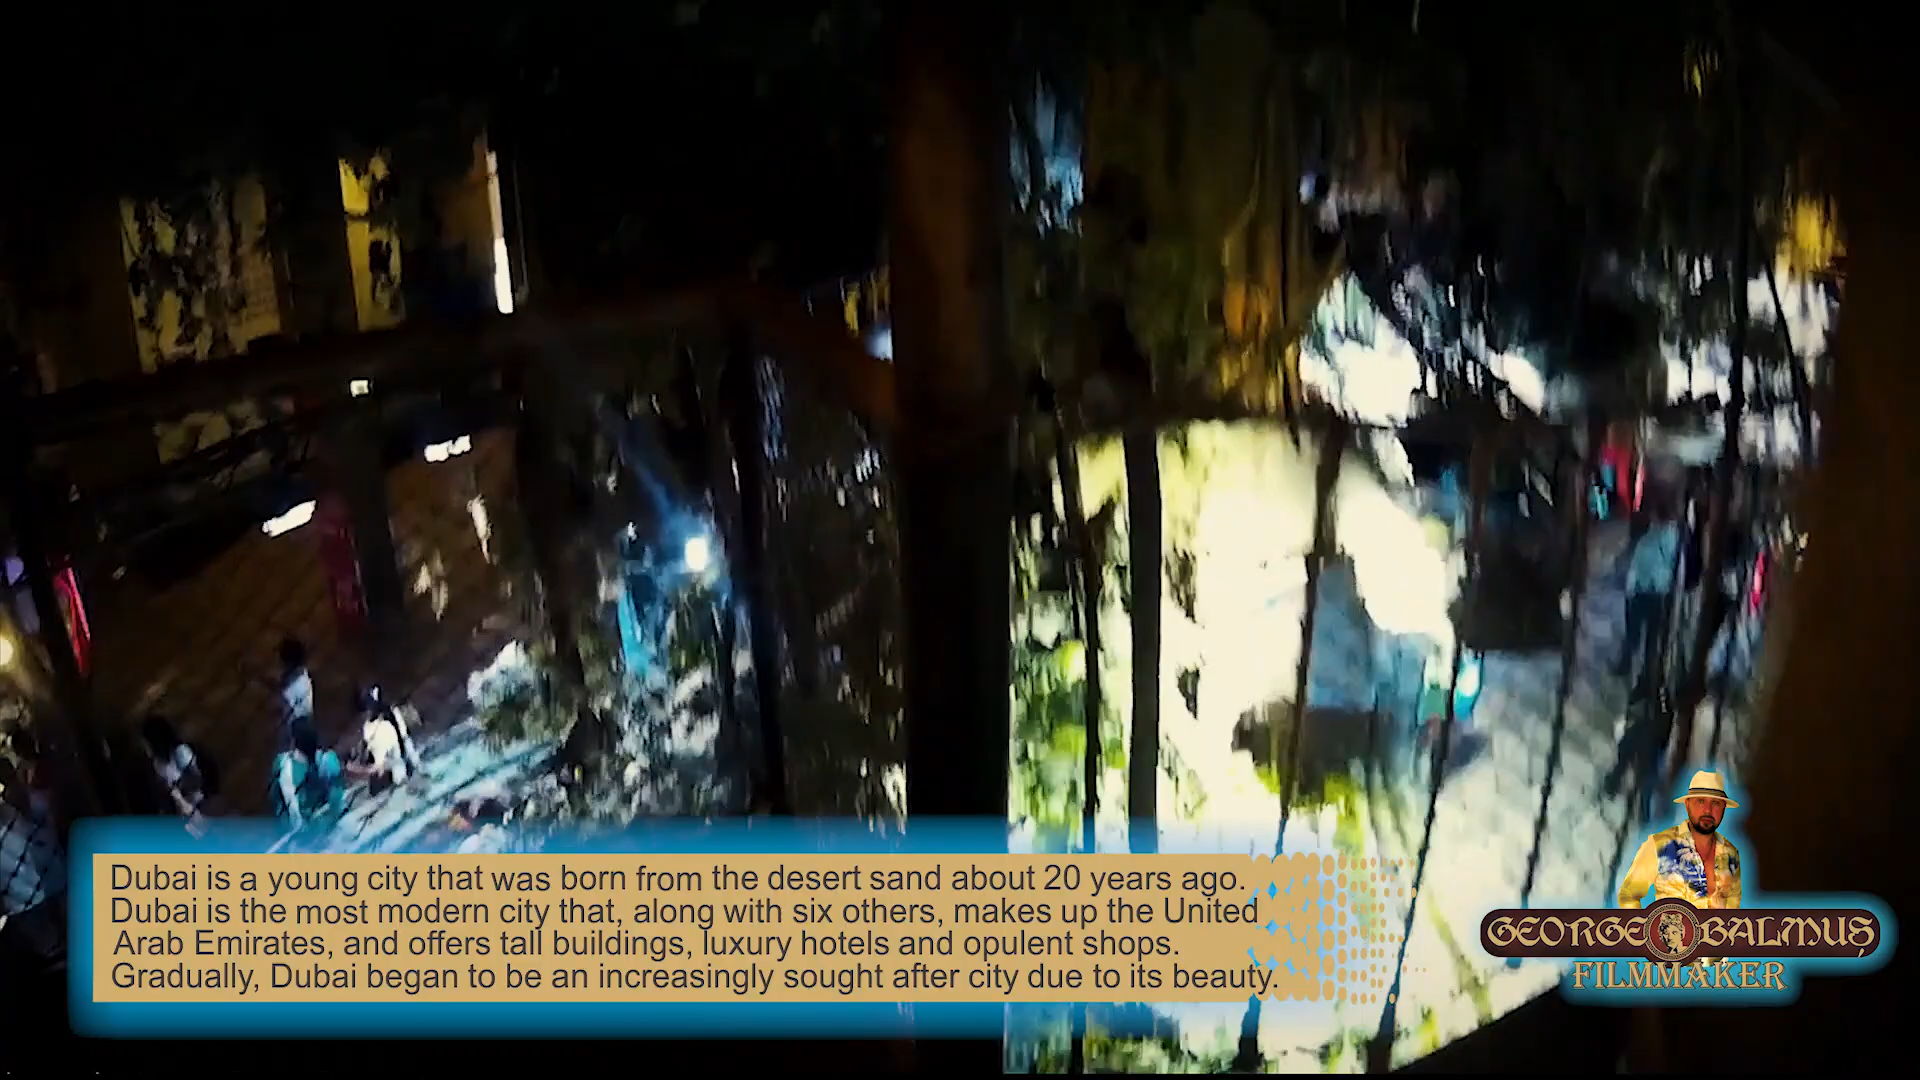 Dubai is a young city that was born from the desert sand about 20 years ago.
Dubai is the most modern city that, along with six others, makes up the United
Arab Emirates, and offers tall buildings, luxury hotels and opulent shops.
Gradually, Dubai began to be an increasingly sought after city due to its beauty.
GEORGE BALMUȘ
FILMMAKER